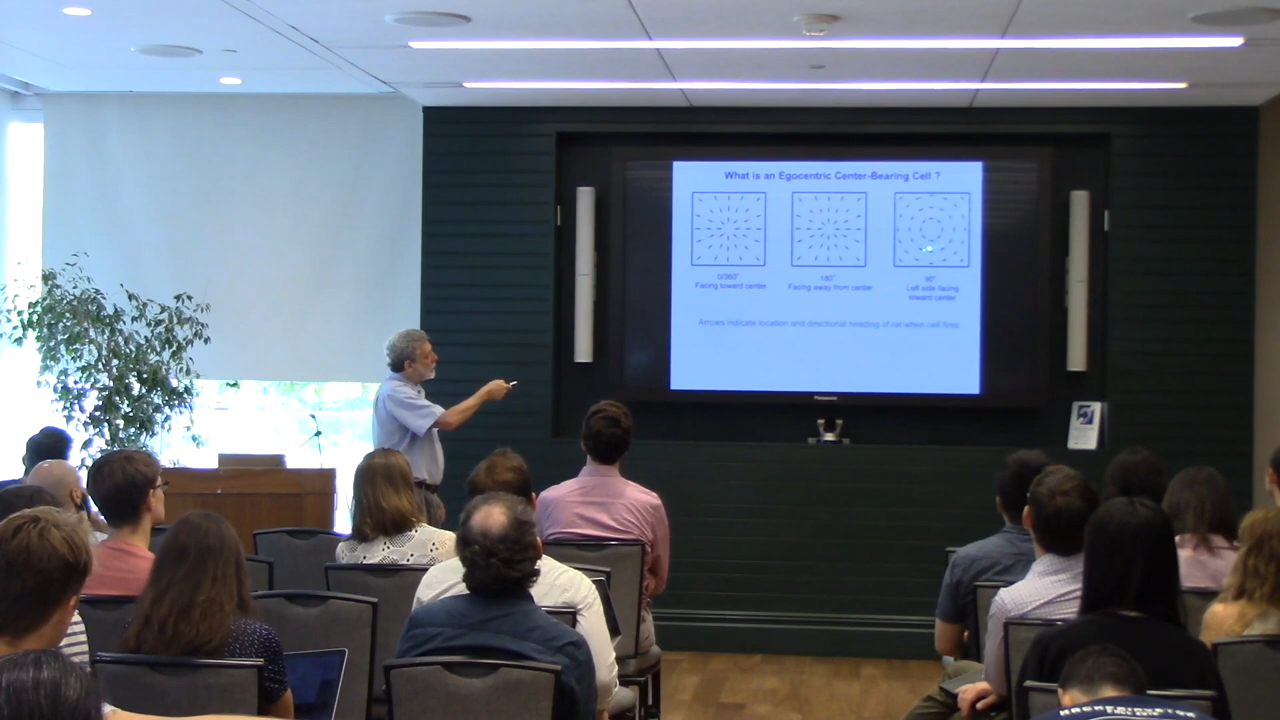 What is an Egocentric Center-Bearing Cell ?
0/360°
Facing toward center
180°
Facing away from center
90°
Left side facing
toward center
Arrows indicate location and directional heading of rat when cell fires
Panasonic